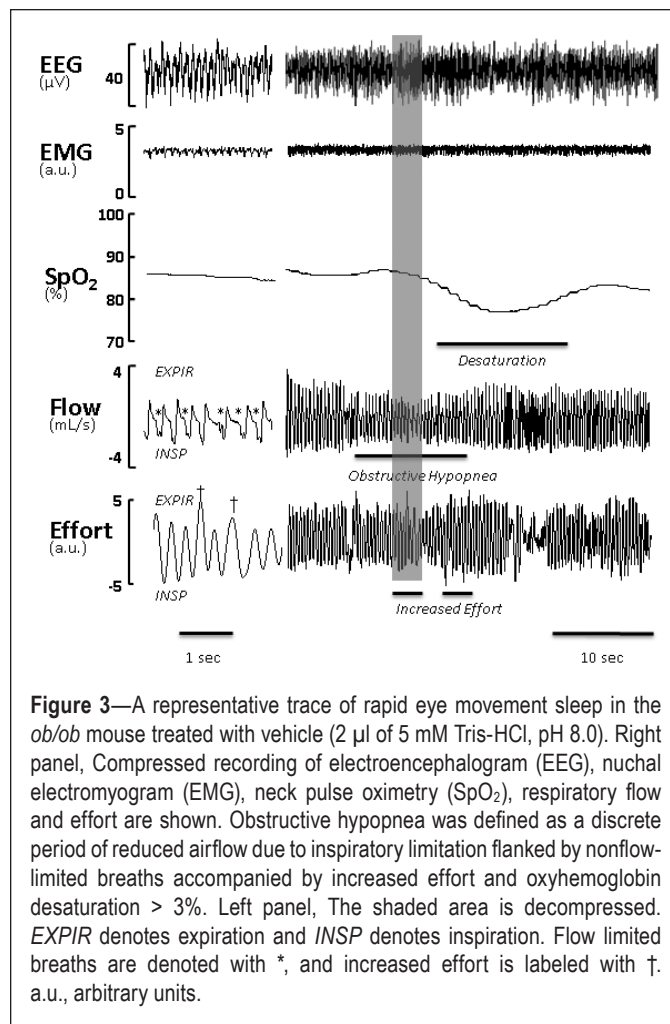 EEG
(µV)
40
EMG
(a.u.)
5
0
100
90
SpO₂
(%)
80
70
Desaturation
4
EXPIR
* * * * *
Flow
(mL/s)
INSP
-4
Obstructive Hypopnea
5
EXPIR † †
Effort
(a.u.)
-5
INSP
Increased Effort
1 sec
10 sec
Figure 3—A representative trace of rapid eye movement sleep in the
ob/ob mouse treated with vehicle (2 µl of 5 mM Tris-HCl, pH 8.0). Right
panel, Compressed recording of electroencephalogram (EEG), nuchal
electromyogram (EMG), neck pulse oximetry (SpO₂), respiratory flow
and effort are shown. Obstructive hypopnea was defined as a discrete
period of reduced airflow due to inspiratory limitation flanked by nonflow-
limited breaths accompanied by increased effort and oxyhemoglobin
desaturation > 3%. Left panel, The shaded area is decompressed.
EXPIR denotes expiration and INSP denotes inspiration. Flow limited
breaths are denoted with *, and increased effort is labeled with †.
a.u., arbitrary units.